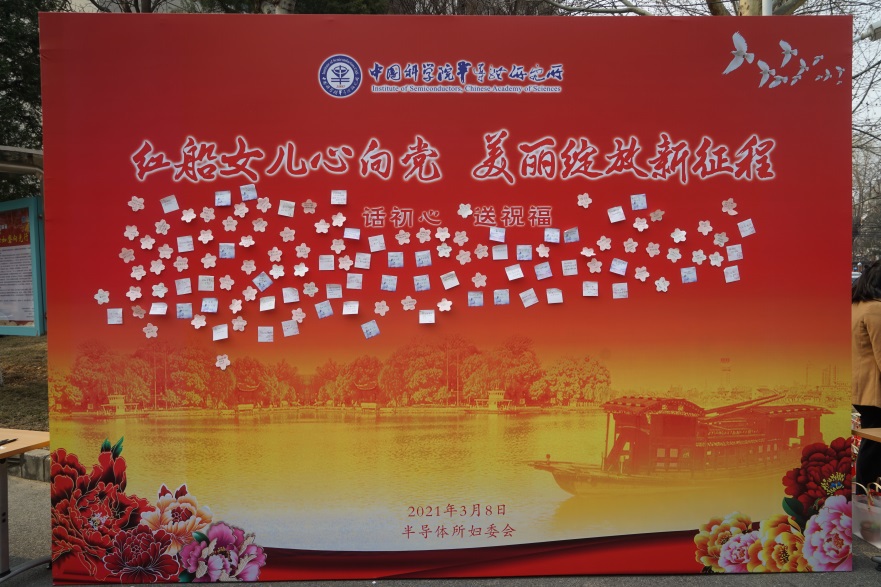 中国科学院半导体研究所
Institute of Semiconductors, Chinese Academy of Sciences
红船女儿心向党 美丽绽放新征程
话初心 送祝福
2021年3月8日
半导体所妇委会